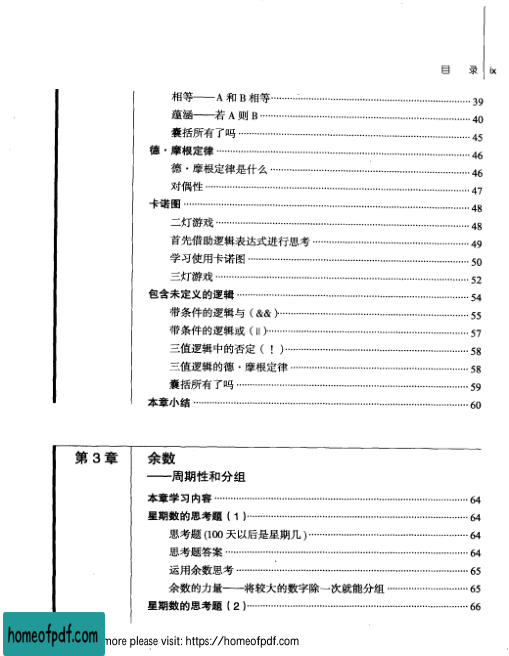 目 录 ix
相等——A 和 B 相等 39
蕴涵——若 A 则 B 40
囊括所有了吗 45
德·摩根定律 46
德·摩根定律是什么 46
对偶性 47
卡诺图 48
二灯游戏 48
首先借助逻辑表达式进行思考 49
学习使用卡诺图 50
三灯游戏 52
包含未定义的逻辑 54
带条件的逻辑与（&&） 55
带条件的逻辑或（||） 57
三值逻辑中的否定（！） 58
三值逻辑的德·摩根定律 58
囊括所有了吗 59
本章小结 60
第 3 章 余数
——周期性和分组
本章学习内容 64
星期数的思考题（1） 64
思考题(100 天以后是星期几) 64
思考题答案 64
运用余数思考 65
余数的力量——将较大的数字除一次就能分组 65
星期数的思考题（2） 66
homeofpdf.com more please visit: https://homeofpdf.com